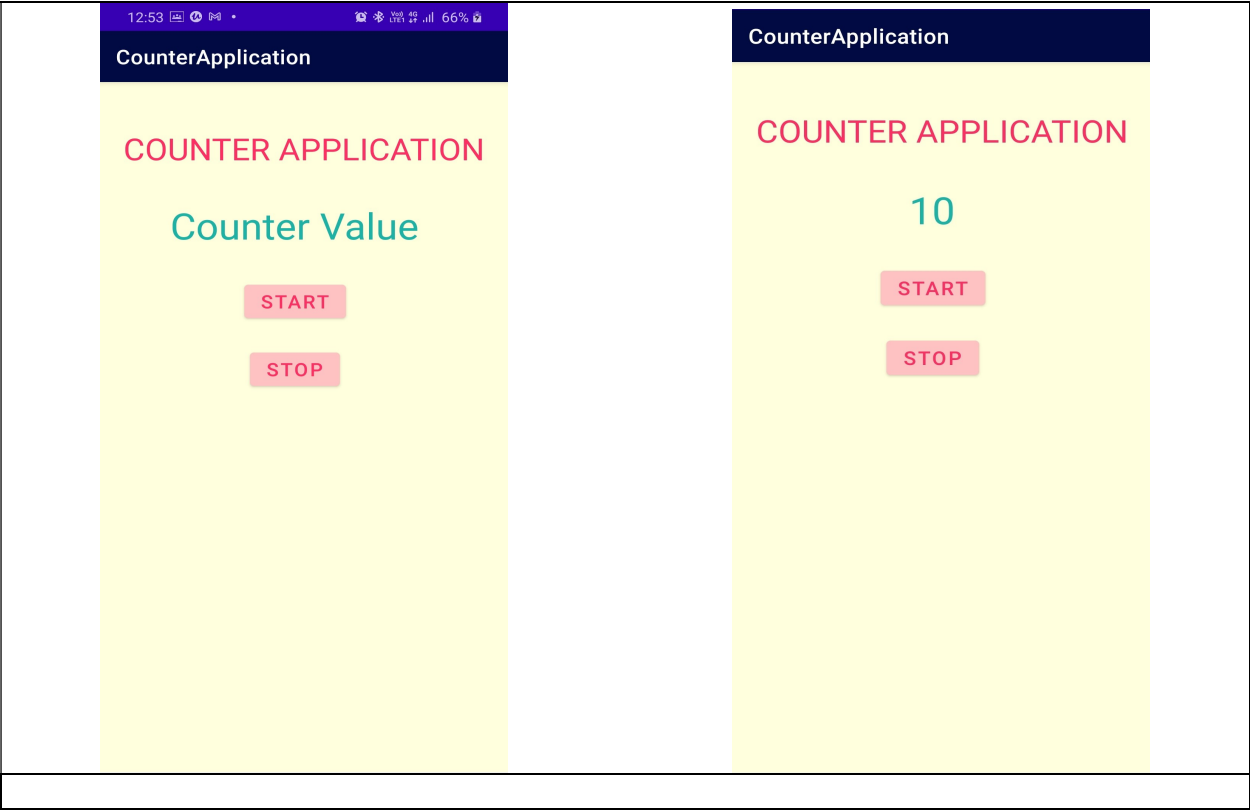 12:53 66%
CounterApplication
COUNTER APPLICATION
Counter Value
START
STOP
CounterApplication
COUNTER APPLICATION
10
START
STOP